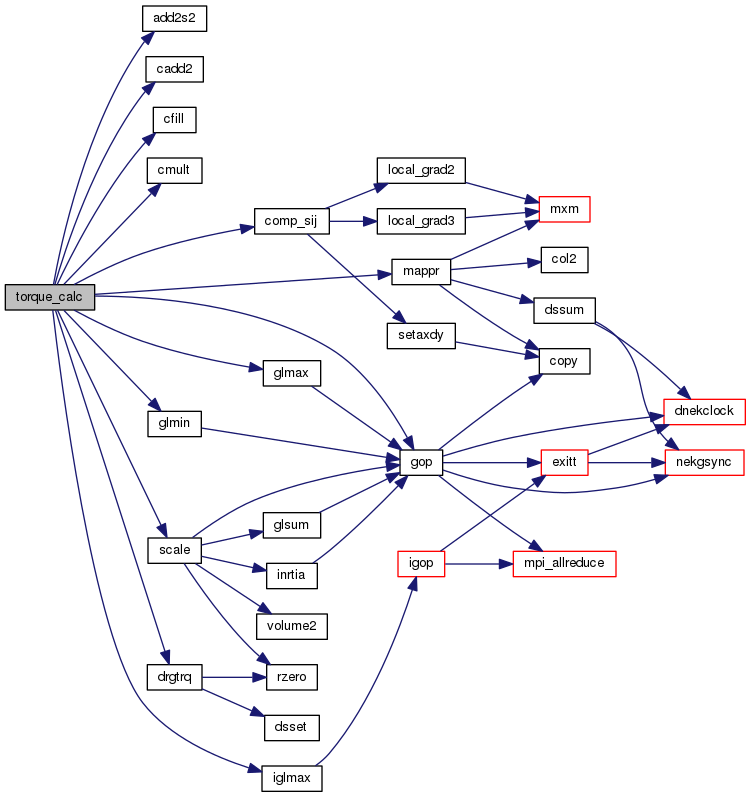 add2s2
cadd2
cfill
cmult
local_grad2
mxm
comp_sij
local_grad3
col2
mappr
torque_calc
dssum
setaxdy
copy
glmax
dnekclock
glmin
gop
exitt
nekgsync
glsum
scale
igop
mpi_allreduce
inrtia
volume2
drgtrq
rzero
dsset
iglmax